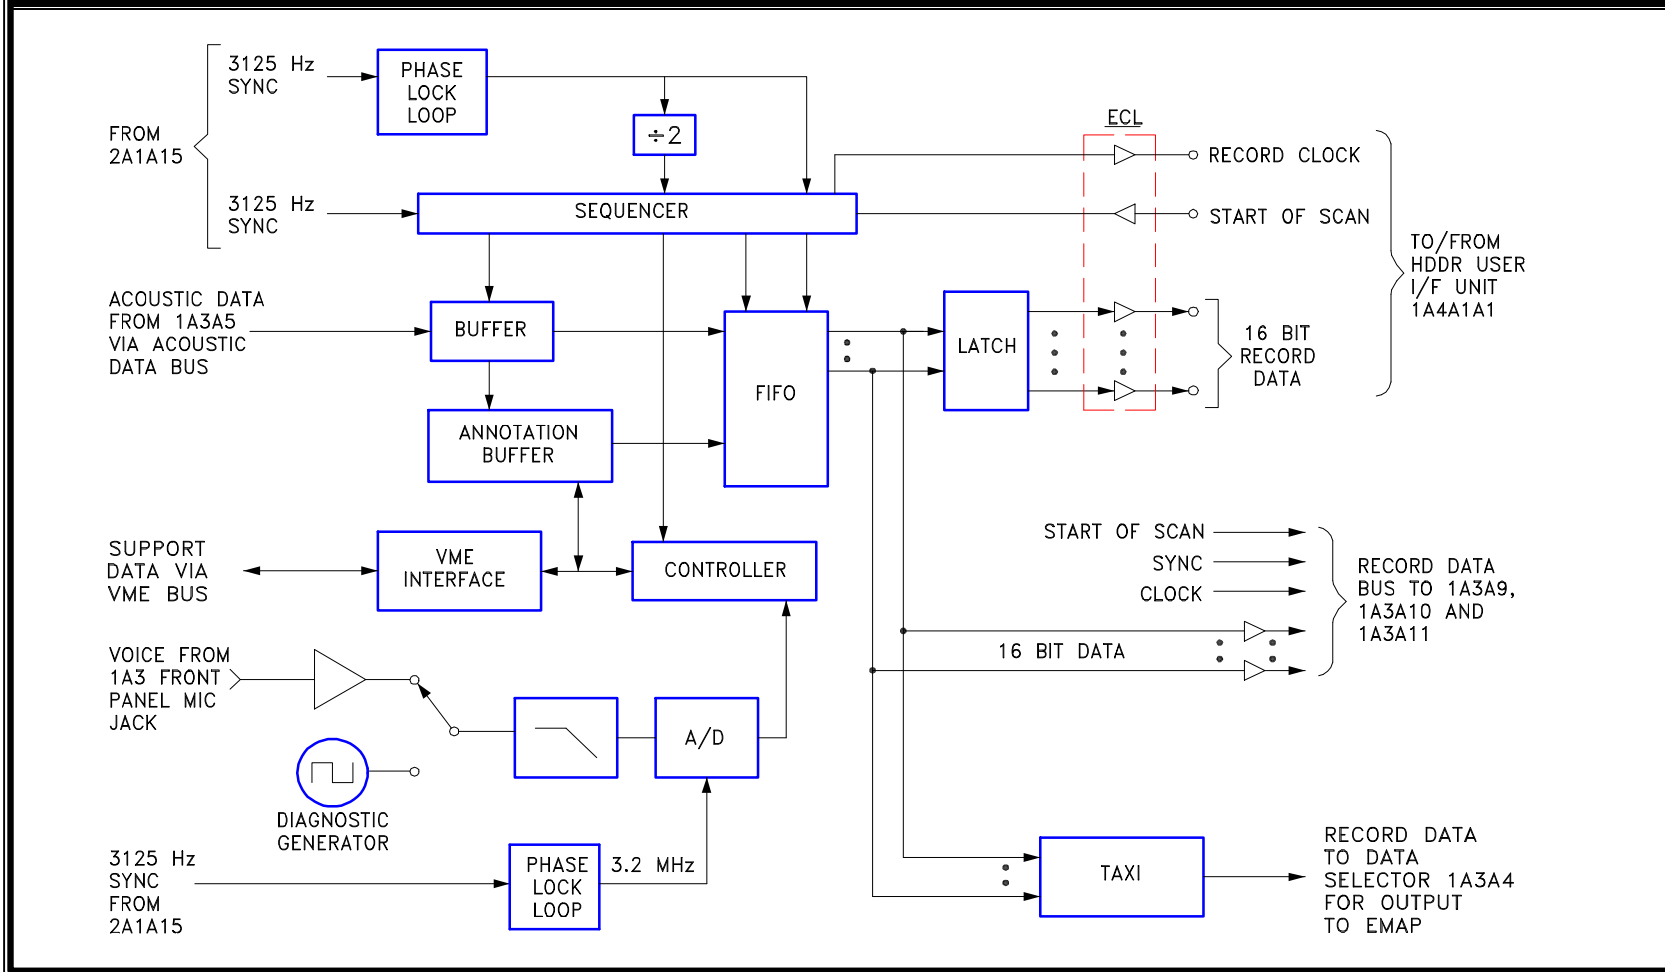 3125 Hz
SYNC
PHASE
LOCK
LOOP
÷2
ECL
FROM
2A1A15
RECORD CLOCK
3125 Hz
SYNC
SEQUENCER
START OF SCAN
TO/FROM
HDDR USER
I/F UNIT
1A4A1A1
ACOUSTIC DATA
FROM 1A3A5
VIA ACOUSTIC
DATA BUS
BUFFER
LATCH
16 BIT
RECORD
DATA
FIFO
ANNOTATION
BUFFER
START OF SCAN
SYNC
CLOCK
RECORD DATA
BUS TO 1A3A9,
1A3A10 AND
1A3A11
SUPPORT
DATA VIA
VME BUS
VME
INTERFACE
CONTROLLER
16 BIT DATA
VOICE FROM
1A3 FRONT
PANEL MIC
JACK
A/D
DIAGNOSTIC
GENERATOR
3125 Hz
SYNC
FROM
2A1A15
PHASE
LOCK
LOOP
3.2 MHz
TAXI
RECORD DATA
TO DATA
SELECTOR 1A3A4
FOR OUTPUT
TO EMAP